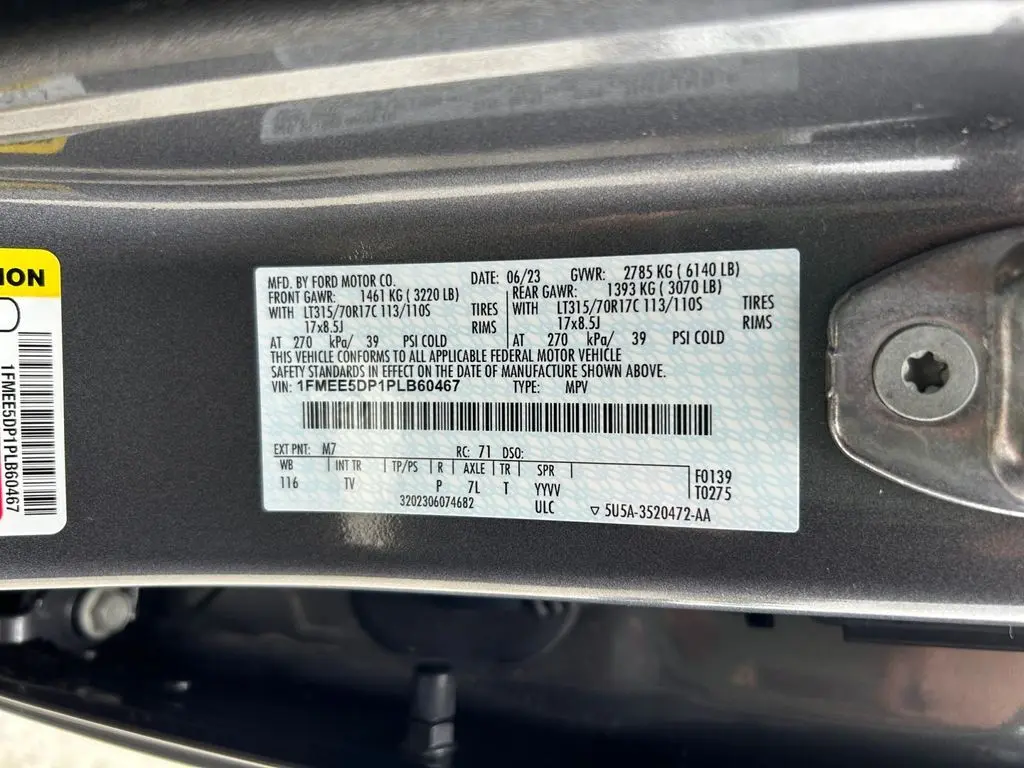 ION
1FMEE5DP1PLB60467
MFD. BY FORD MOTOR CO. DATE: 06/23 GVWR: 2785 KG ( 6140 LB)
FRONT GAWR: 1461 KG ( 3220 LB) REAR GAWR: 1393 KG ( 3070 LB)
WITH LT315/70R17C 113/110S TIRES WITH LT315/70R17C 113/110S TIRES
17x8.5J RIMS 17x8.5J RIMS
AT 270 kPa/ 39 PSI COLD AT 270 kPa/ 39 PSI COLD
THIS VEHICLE CONFORMS TO ALL APPLICABLE FEDERAL MOTOR VEHICLE
SAFETY STANDARDS IN EFFECT ON THE DATE OF MANUFACTURE SHOWN ABOVE.
VIN: 1FMEE5DP1PLB60467 TYPE: MPV
EXT PNT: M7 RC: 71 DSO:
WB INT TR TP/PS R AXLE TR SPR F0139
116 TV P 7L T YYVV T0275
3202306074682 ULC ▽ 5U5A-3520472-AA